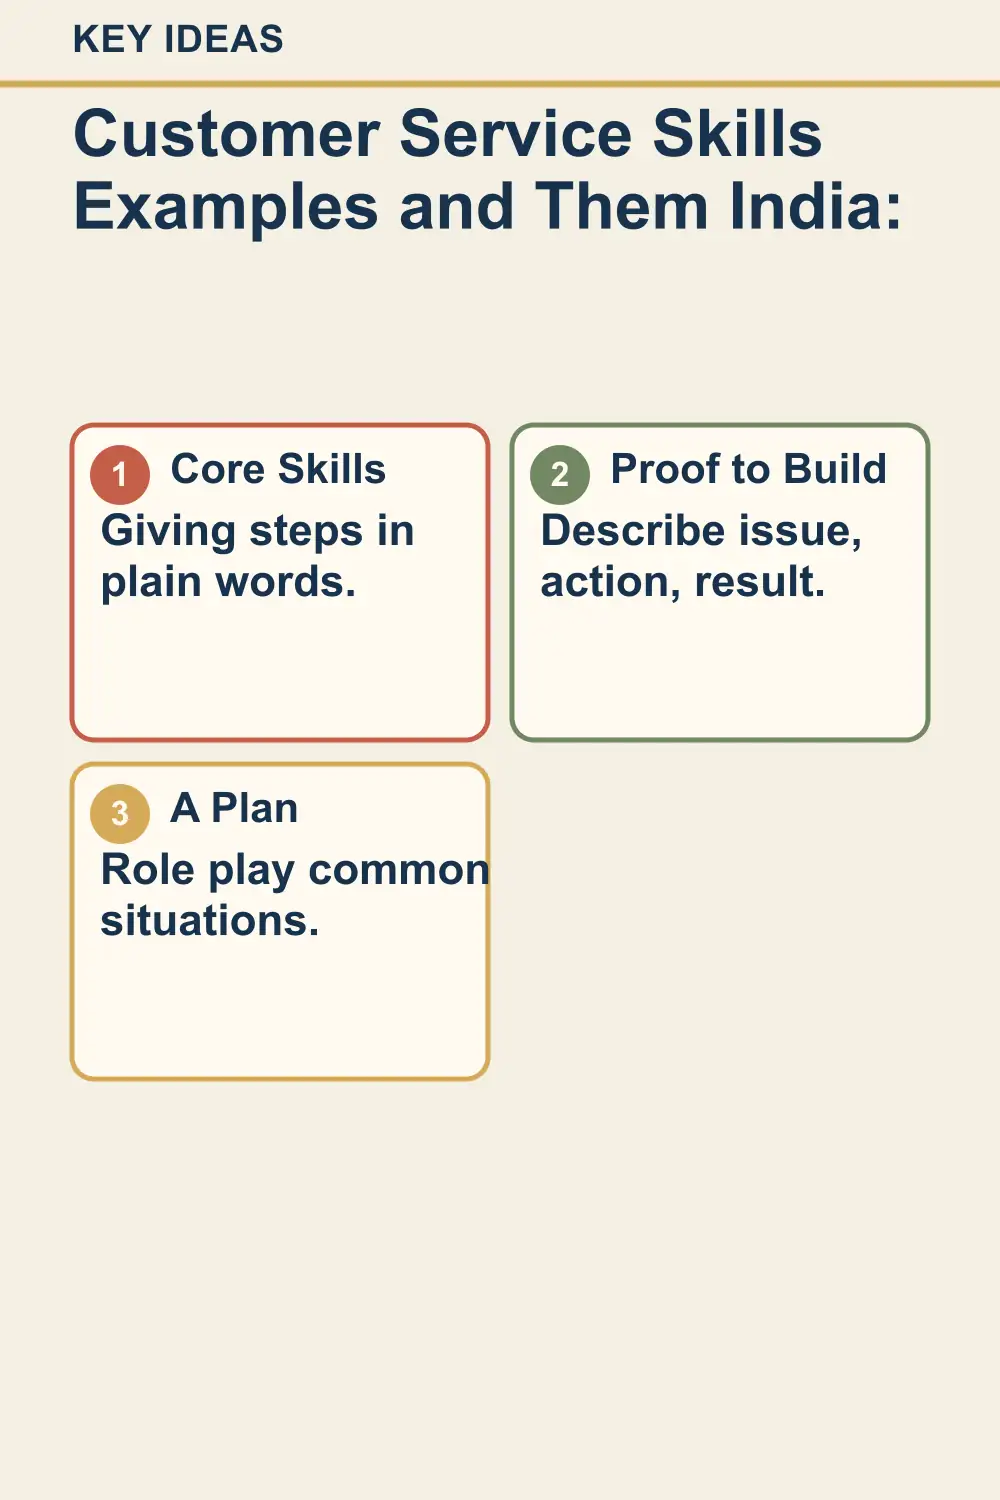 KEY IDEAS
Customer Service Skills
Examples and Them India:
1 Core Skills
Giving steps in
plain words.
2 Proof to Build
Describe issue,
action, result.
3 A Plan
Role play common
situations.